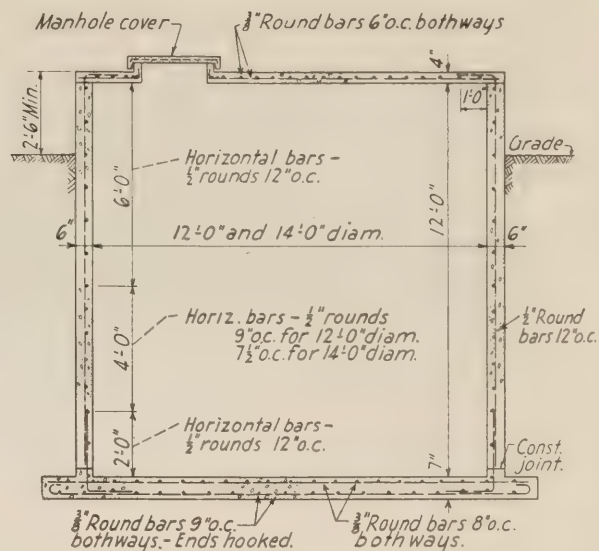 Manhole cover
3/8" Round bars 6"o.c. bothways
4"
1'-0"
2'-6" Min.
Grade
Horizontal bars -
1/2" rounds 12" o.c.
6'-0"
12'-0"
6"
12'-0" and 14'-0" diam.
6"
Horiz. bars - 1/2" rounds
9"o.c. for 12'-0" diam.
7 1/2" o.c. for 14'-0" diam.
1/2" Round
bars 12"o.c.
4'-0"
Horizontal bars-
1/2" rounds 12" o.c.
2'-0"
7"
Const.
joint.
3/8" Round bars 9"o.c.
bothways.- Ends hooked.
3/8" Round bars 8"o.c.
bothways.